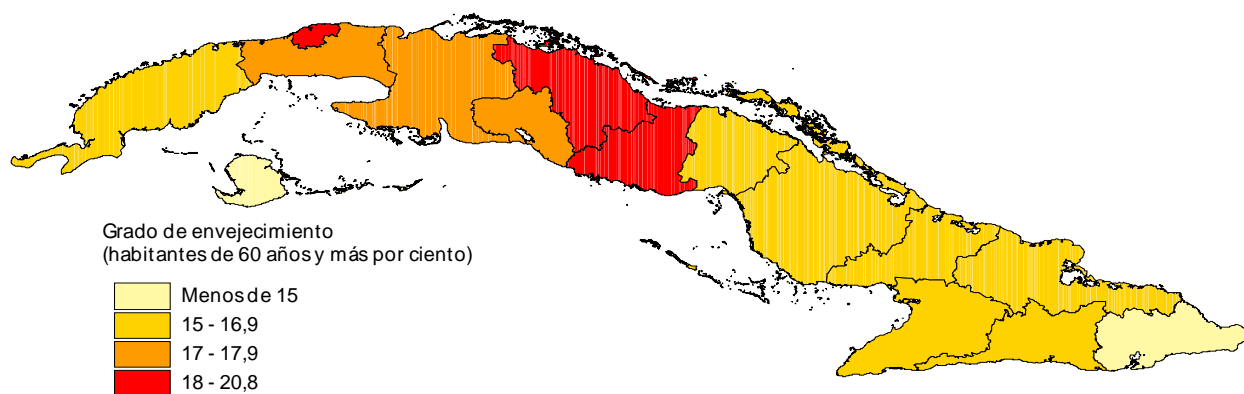 Grado de envejecimiento
(habitantes de 60 años y más por ciento)
Menos de 15
15 - 16,9
17 - 17,9
18 - 20,8